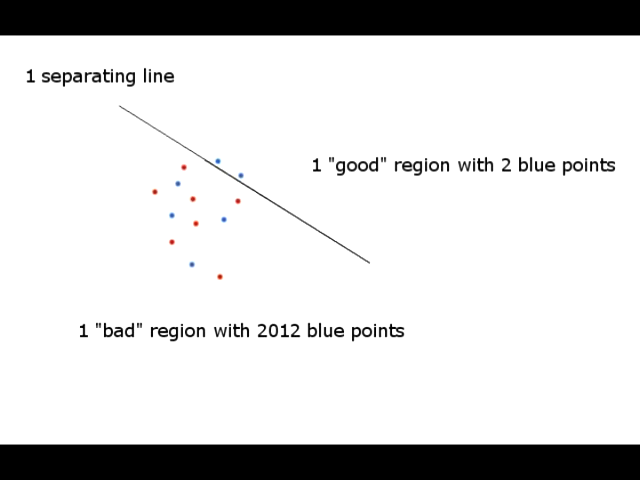 1 separating line
1 "good" region with 2 blue points
1 "bad" region with 2012 blue points